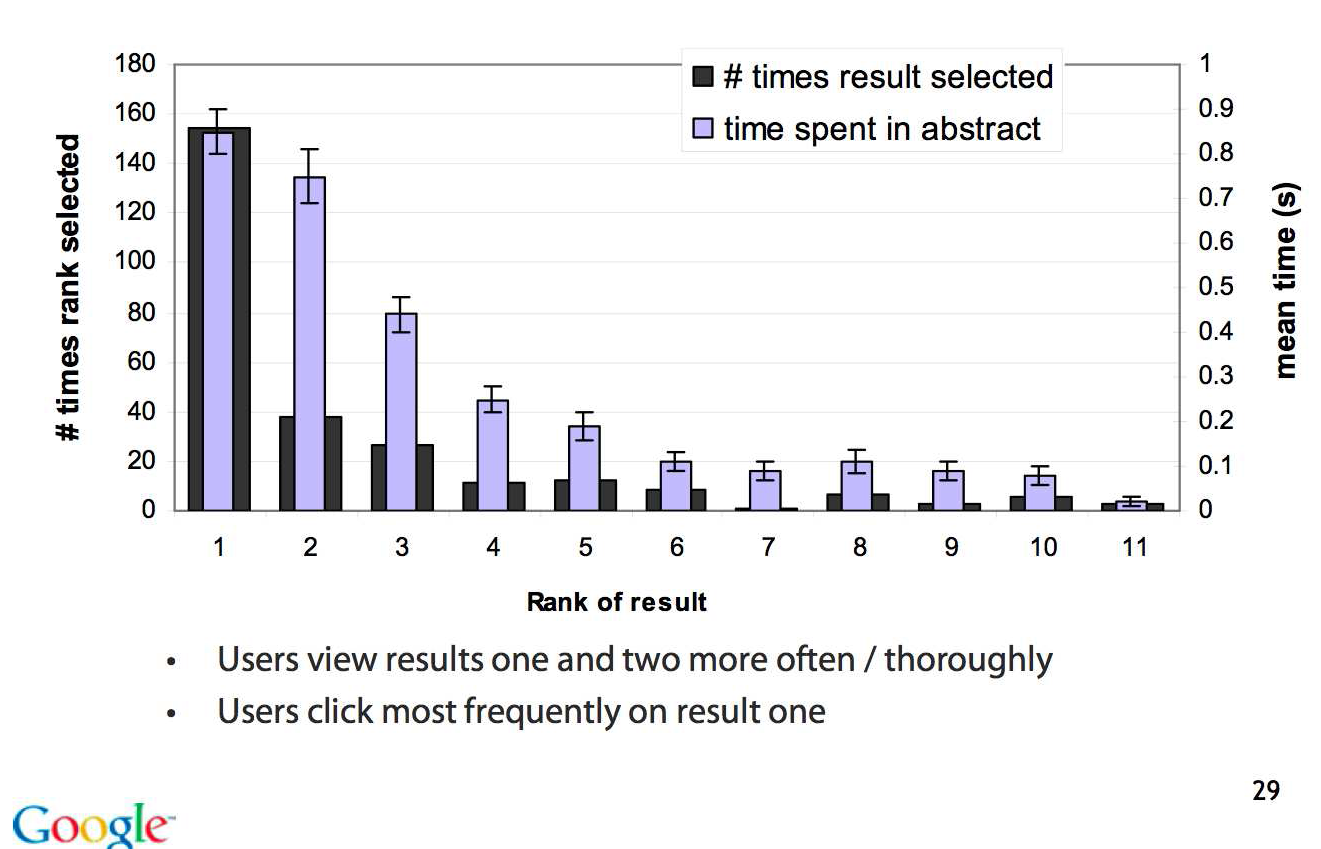 # times result selected
time spent in abstract
# times rank selected
180
160
140
120
100
80
60
40
20
0
1
0.9
0.8
0.7
0.6
0.5
0.4
0.3
0.2
0.1
0
mean time (s)
1 2 3 4 5 6 7 8 9 10 11
Rank of result
• Users view results one and two more often / thoroughly
• Users click most frequently on result one
29
Google™